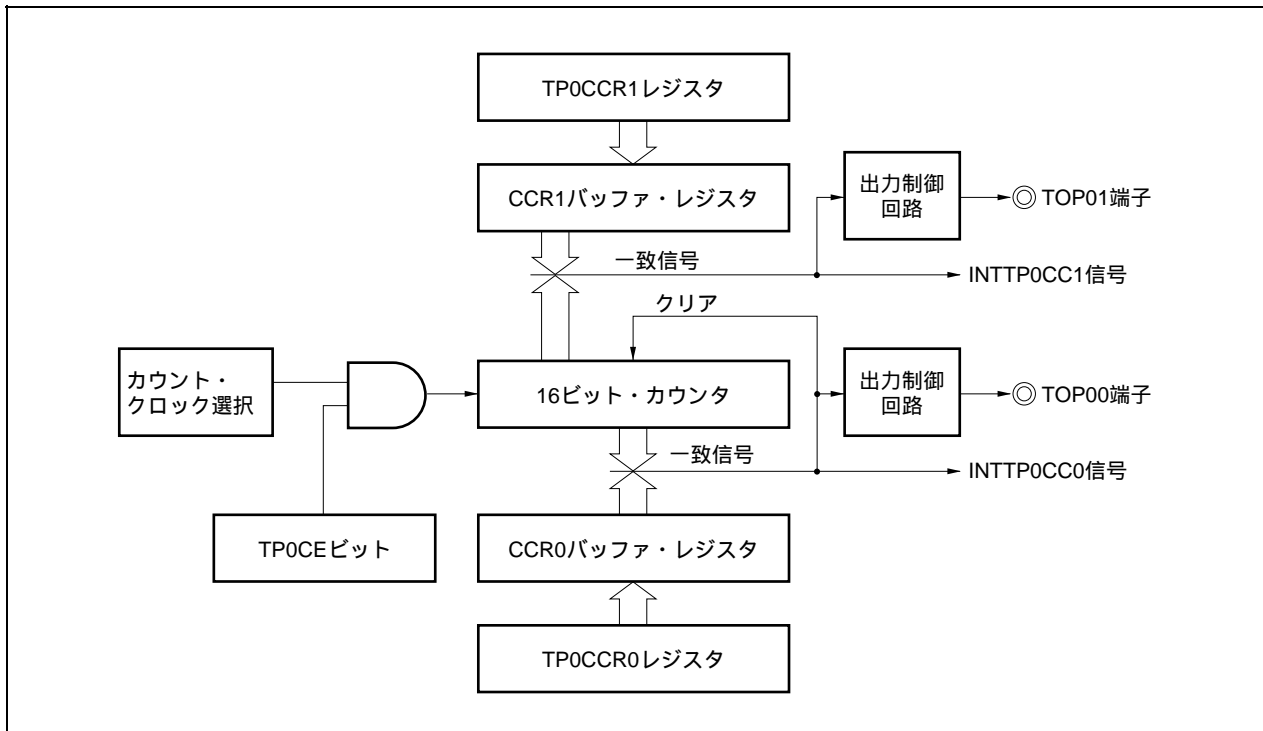 TP0CCR1レジスタ
CCR1バッファ・レジスタ
出力制御
回路
TOP01端子
一致信号
INTTP0CC1信号
クリア
カウント・
クロック選択
16ビット・カウンタ
出力制御
回路
TOP00端子
一致信号
INTTP0CC0信号
TP0CEビット
CCR0バッファ・レジスタ
TP0CCR0レジスタ